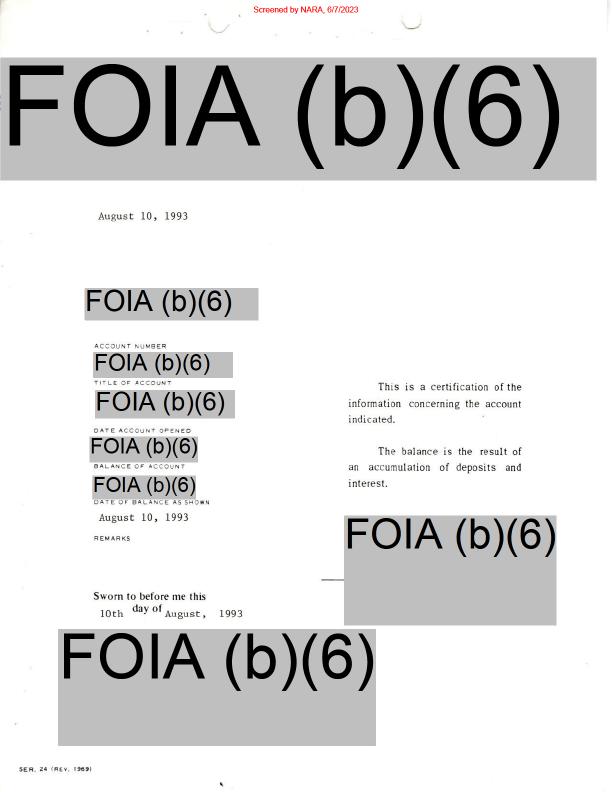 Screened by NARA, 6/7/2023
FOIA (b)(6)
August 10, 1993
FOIA (b)(6)
ACCOUNT NUMBER
FOIA (b)(6)
TITLE OF ACCOUNT
FOIA (b)(6)
DATE ACCOUNT OPENED
FOIA (b)(6)
BALANCE OF ACCOUNT
FOIA (b)(6)
DATE OF BALANCE AS SHOWN
August 10, 1993
REMARKS
This is a certification of the
information concerning the account
indicated.
The balance is the result of
an accumulation of deposits and
interest.
FOIA (b)(6)
Sworn to before me this
10th day of August, 1993
FOIA (b)(6)
SER. 24 (REV. 1969)